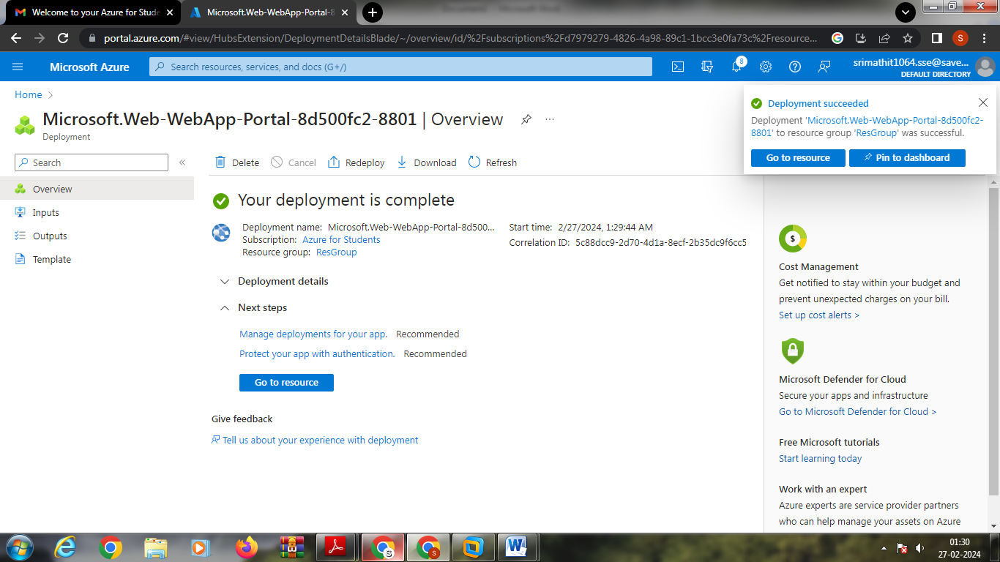 Welcome to your Azure for Stude
Microsoft.Web-WebApp-Portal-8
portal.azure.com/#view/HubsExtension/DeploymentDetailsBlade/~/overview/id/%2Fsubscriptions%2Fd7979279-4826-4a98-89c1-1bcc3e0fa73c%2Fresource...
S
Microsoft Azure
Search resources, services, and docs (G+/)
8
srimathit1064.sse@save...
DEFAULT DIRECTORY
Home >
Microsoft.Web-WebApp-Portal-8d500fc2-8801 | Overview
Deployment
Deployment succeeded
Deployment 'Microsoft.Web-WebApp-Portal-8d500fc2-
8801' to resource group 'ResGroup' was successful.
Go to resource
Pin to dashboard
Search
«
Delete
Cancel
Redeploy
Download
Refresh
Overview
Inputs
Outputs
Template
Your deployment is complete
Deployment name: Microsoft.Web-WebApp-Portal-8d500...
Subscription: Azure for Students
Resource group: ResGroup
Start time: 2/27/2024, 1:29:44 AM
Correlation ID: 5c88dcc9-2d70-4d1a-8ecf-2b35dc9f6cc5
Deployment details
Next steps
Manage deployments for your app. Recommended
Protect your app with authentication. Recommended
Go to resource
Give feedback
Tell us about your experience with deployment
$
Cost Management
Get notified to stay within your budget and
prevent unexpected charges on your bill.
Set up cost alerts >
Microsoft Defender for Cloud
Secure your apps and infrastructure
Go to Microsoft Defender for Cloud >
Free Microsoft tutorials
Start learning today
Work with an expert
Azure experts are service provider partners
who can help manage your assets on Azure
01:30
27-02-2024